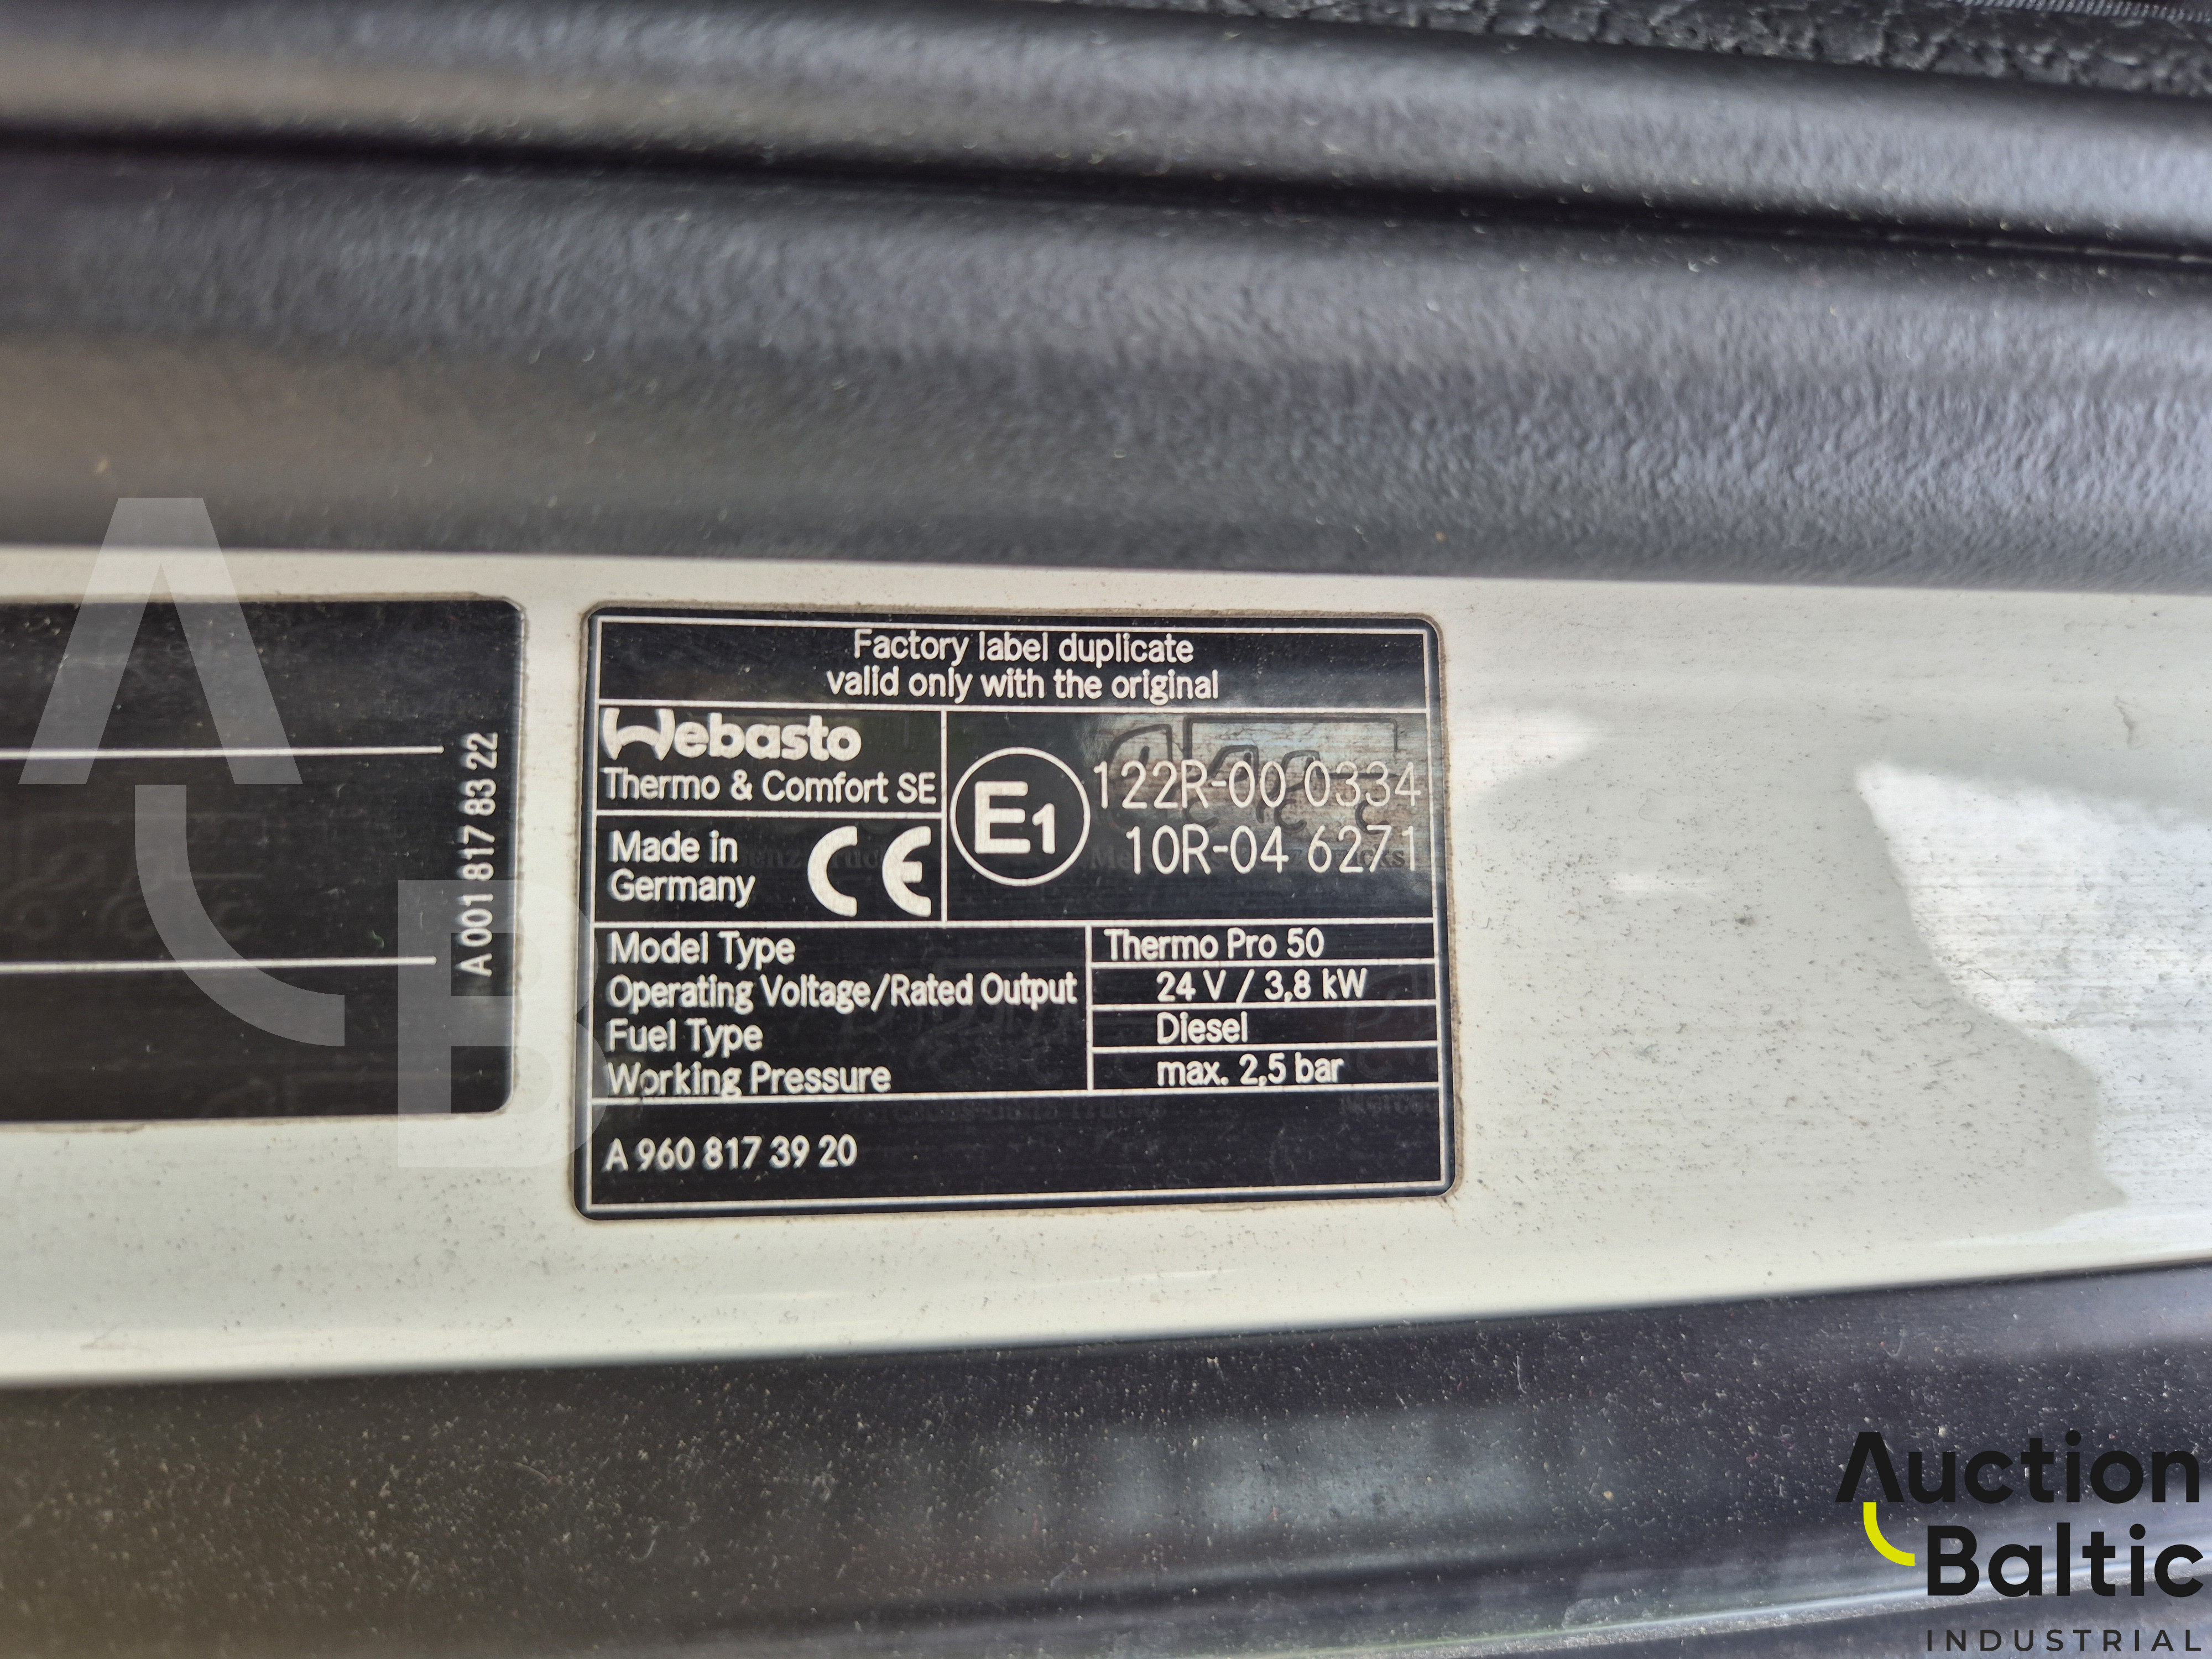 A 001 817 83 22
Factory label duplicate
valid only with the original
Webasto
Thermo & Comfort SE
Made in
Germany
CE
E1
122R-00 0334
10R-04 6271
Model Type Thermo Pro 50
Operating Voltage/Rated Output 24 V / 3,8 kW
Fuel Type Diesel
Working Pressure max. 2,5 bar
A 960 817 39 20
AB
Auction
Baltic
INDUSTRIAL